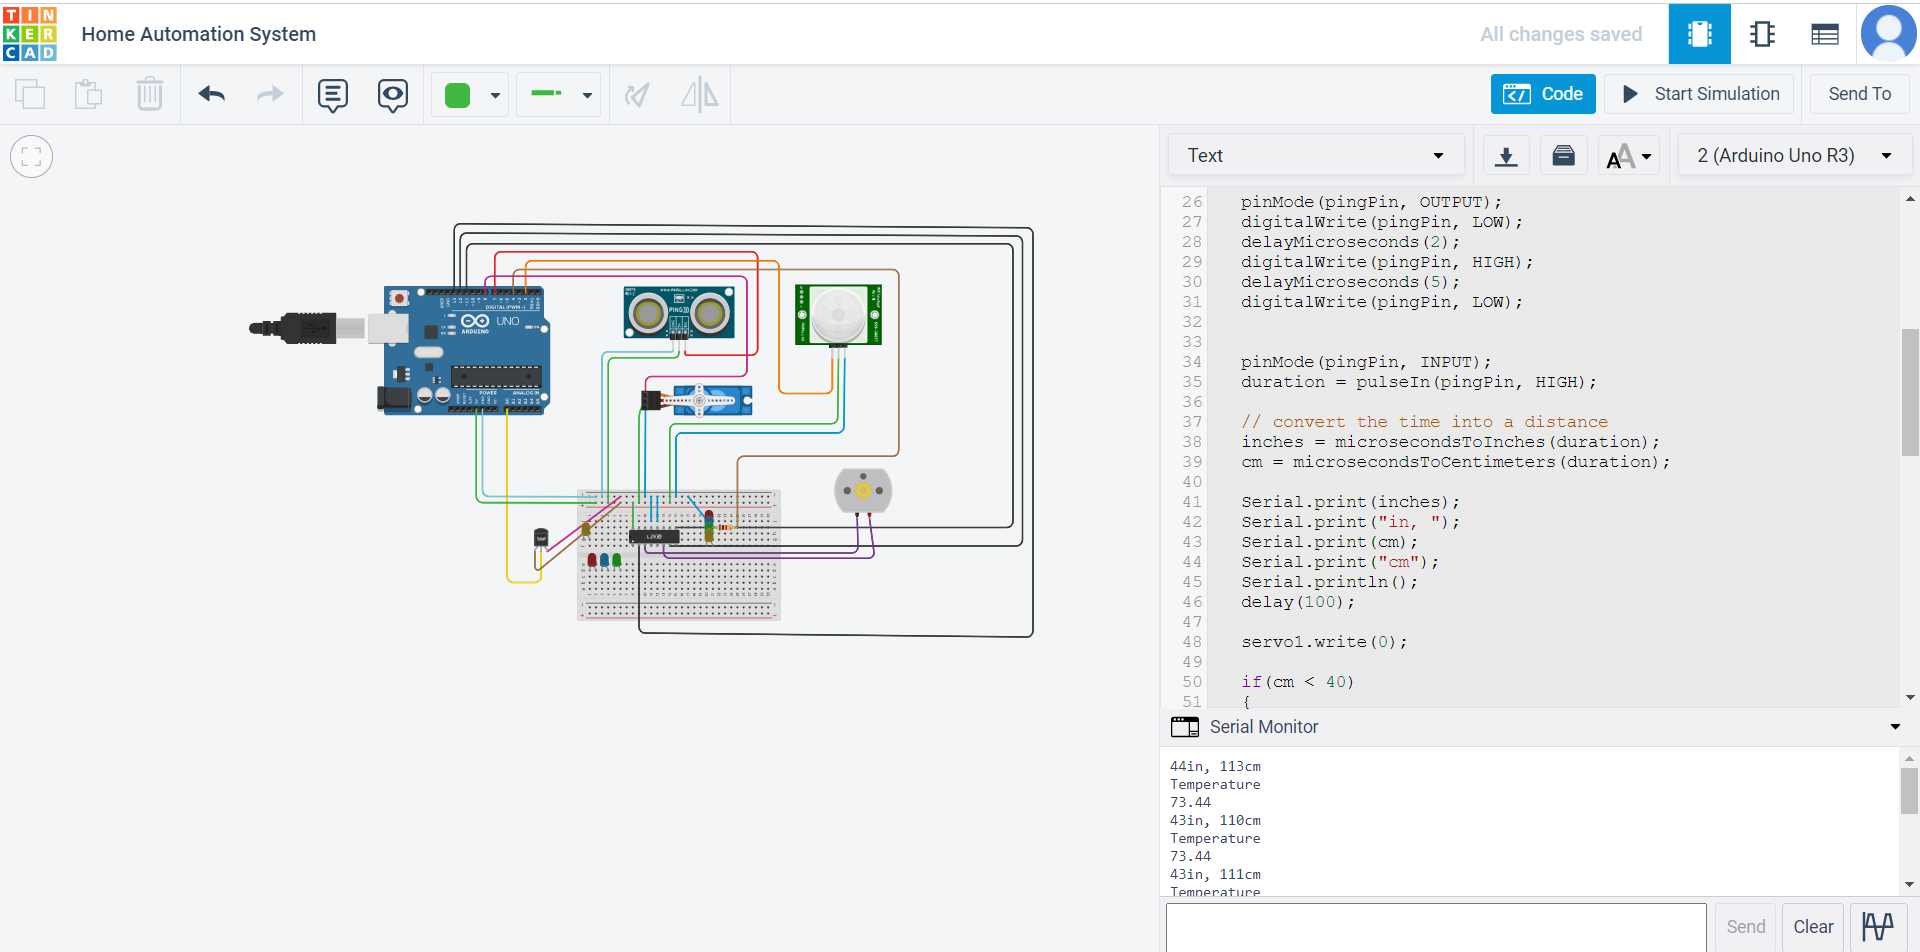 TIN
KER
CAD
Home Automation System
All changes saved
Code
Start Simulation
Send To
Text
AA
2 (Arduino Uno R3)
DIGITAL (PWM~)
UNO
ARDUINO
POWER
ANALOG IN
PING)))
L293D
TMP
26 pinMode(pingPin, OUTPUT);
27 digitalWrite(pingPin, LOW);
28 delayMicroseconds(2);
29 digitalWrite(pingPin, HIGH);
30 delayMicroseconds(5);
31 digitalWrite(pingPin, LOW);
32
33
34 pinMode(pingPin, INPUT);
35 duration = pulseIn(pingPin, HIGH);
36
37 // convert the time into a distance
38 inches = microsecondsToInches(duration);
39 cm = microsecondsToCentimeters(duration);
40
41 Serial.print(inches);
42 Serial.print("in, ");
43 Serial.print(cm);
44 Serial.print("cm");
45 Serial.println();
46 delay(100);
47
48 servo1.write(0);
49
50 if(cm < 40)
51 {
Serial Monitor
44in, 113cm
Temperature
73.44
43in, 110cm
Temperature
73.44
43in, 111cm
Temperature
Send
Clear